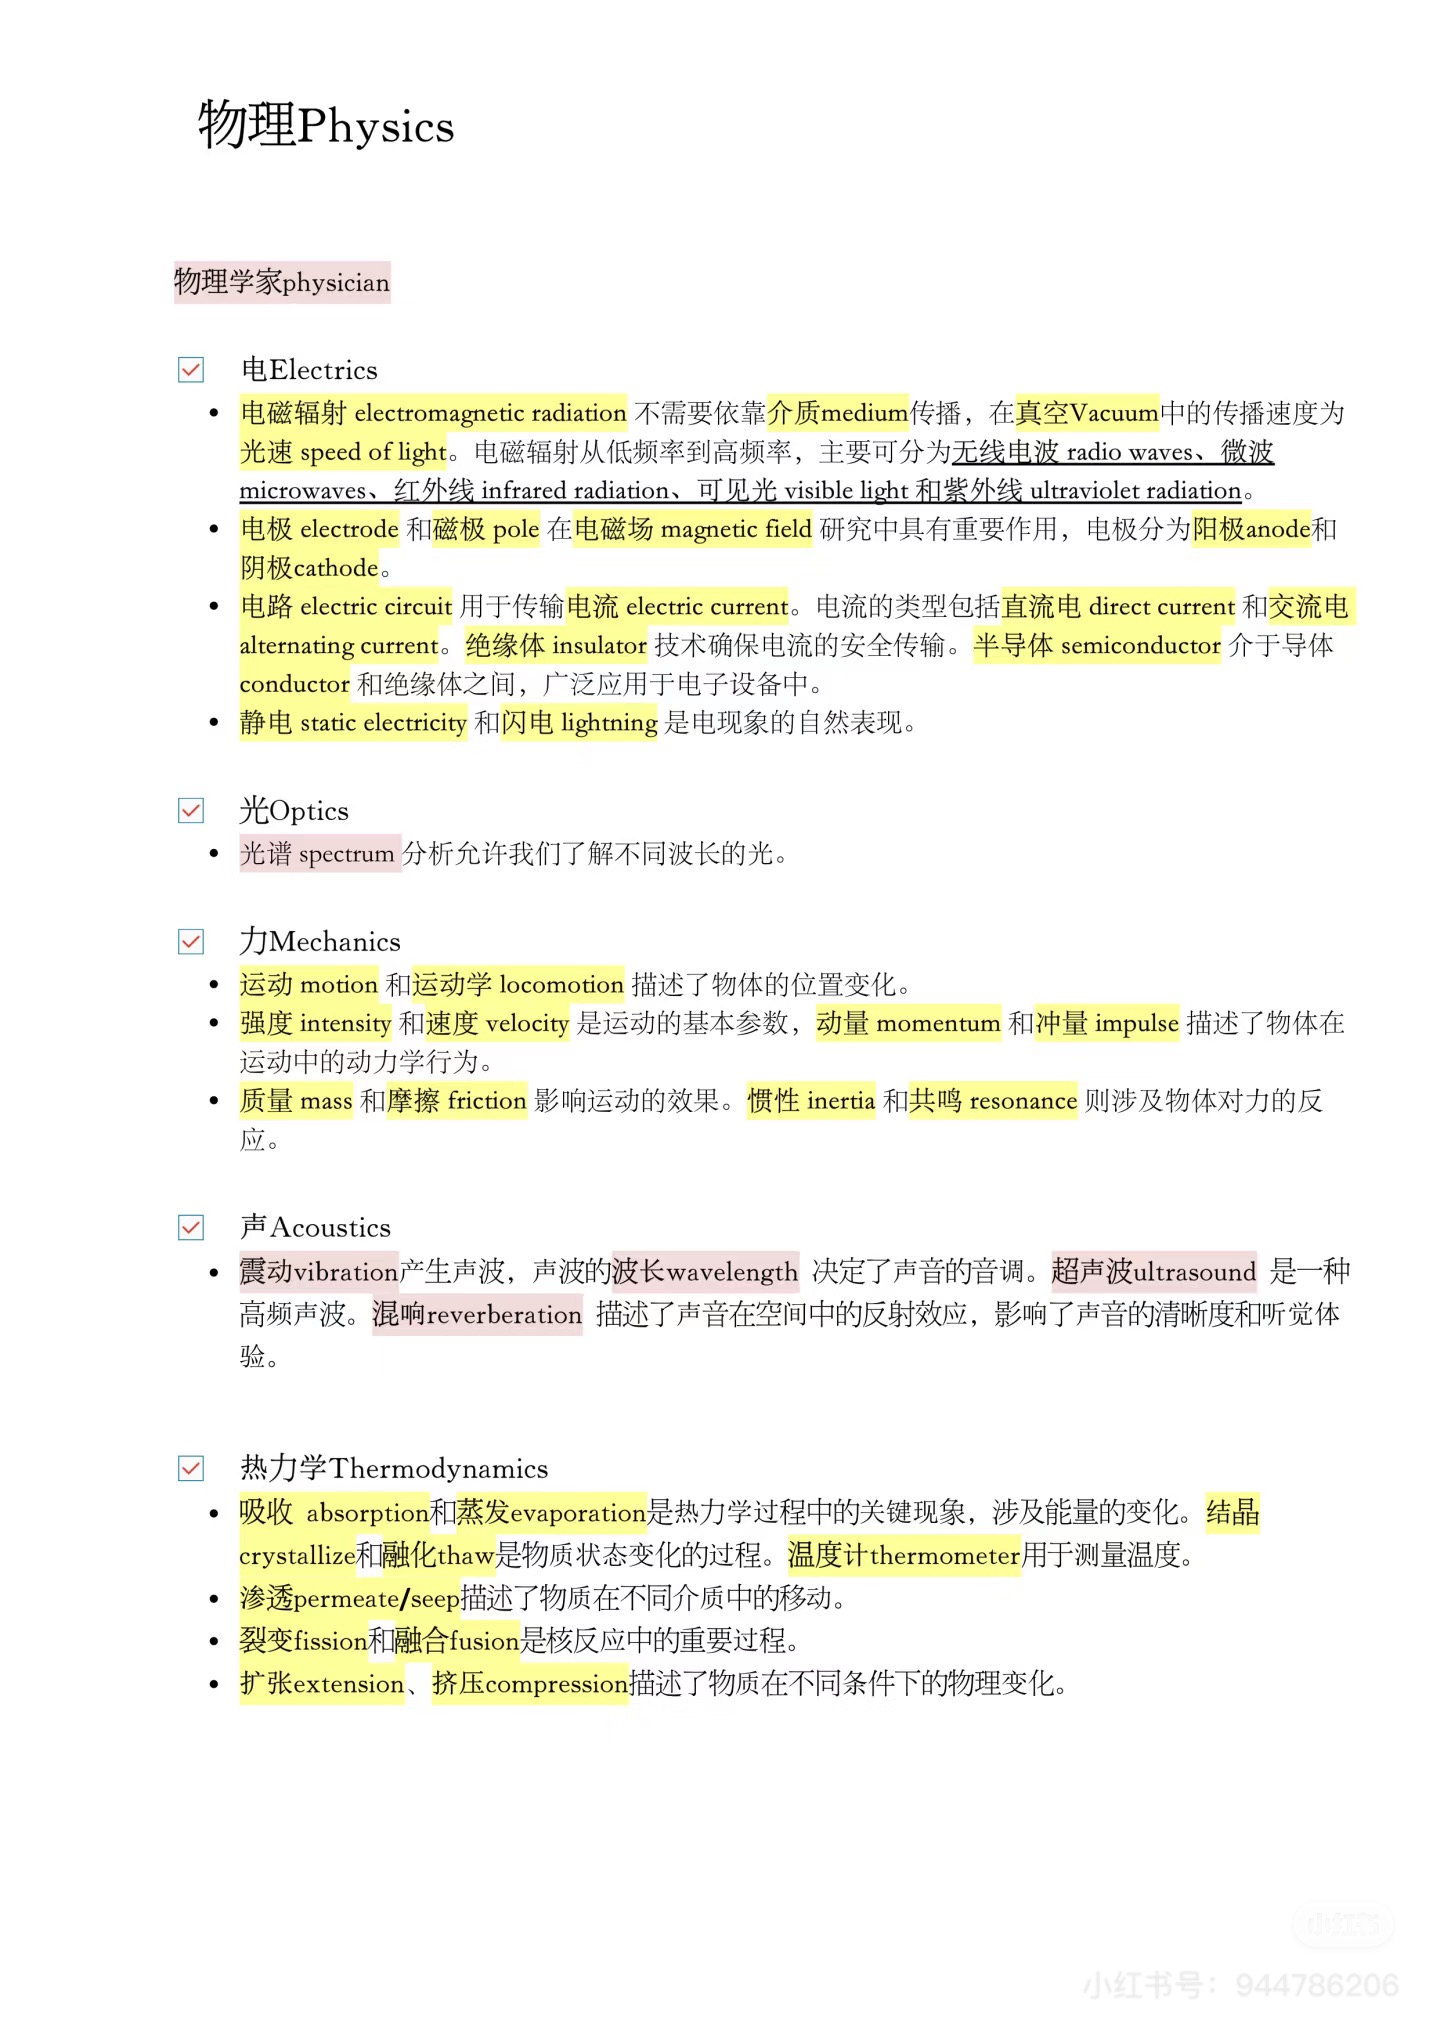 物理Physics
物理学家physician
电Electrics
电磁辐射 electromagnetic radiation 不需要依靠介质medium传播，在真空Vacuum中的传播速度为
光速 speed of light。电磁辐射从低频率到高频率，主要可分为无线电波 radio waves、微波
microwaves、红外线 infrared radiation、可见光 visible light 和紫外线 ultraviolet radiation。
电极 electrode 和磁极 pole 在电磁场 magnetic field 研究中具有重要作用，电极分为阳极anode和
阴极cathode。
电路 electric circuit 用于传输电流 electric current。电流的类型包括直流电 direct current 和交流电
alternating current。绝缘体 insulator 技术确保电流的安全传输。半导体 semiconductor 介于导体
conductor 和绝缘体之间，广泛应用于电子设备中。
静电 static electricity 和闪电 lightning 是电现象的自然表现。
光Optics
光谱 spectrum 分析允许我们了解不同波长的光。
力Mechanics
运动 motion 和运动学 locomotion 描述了物体的位置变化。
强度 intensity 和速度 velocity 是运动的基本参数，动量 momentum 和冲量 impulse 描述了物体在
运动中的动力学行为。
质量 mass 和摩擦 friction 影响运动的效果。惯性 inertia 和共鸣 resonance 则涉及物体对力的反
应。
声Acoustics
震动vibration产生声波，声波的波长wavelength 决定了声音的音调。超声波ultrasound 是一种
高频声波。混响reverberation 描述了声音在空间中的反射效应，影响了声音的清晰度和听觉体
验。
热力学Thermodynamics
吸收 absorption和蒸发evaporation是热力学过程中的关键现象，涉及能量的变化。结晶
crystallize和融化thaw是物质状态变化的过程。温度计thermometer用于测量温度。
渗透permeate/seep描述了物质在不同介质中的移动。
裂变fission和融合fusion是核反应中的重要过程。
扩张extension、挤压compression描述了物质在不同条件下的物理变化。
小红书
小红书号：944786206